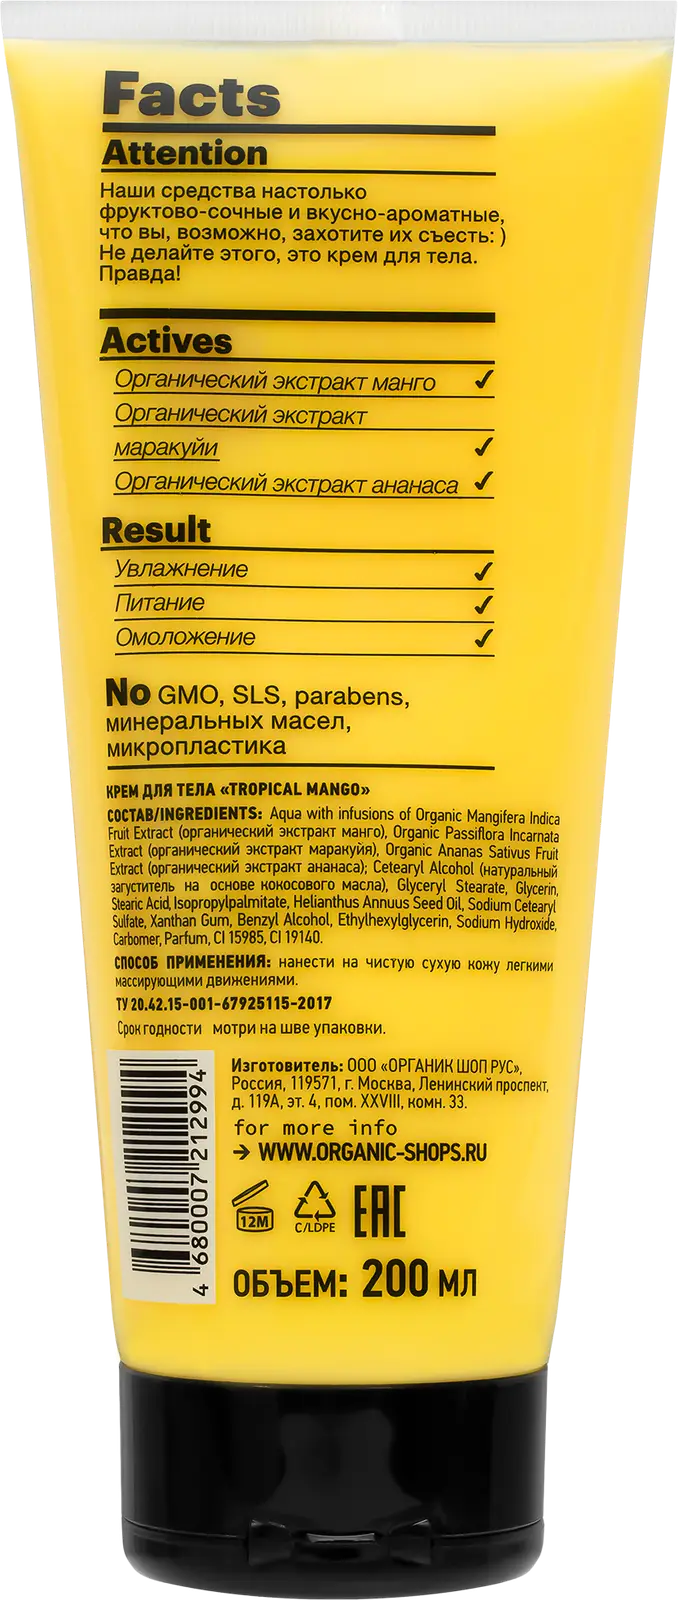 Facts
Attention
Наши средства настолько
фруктово-сочные и вкусно-ароматные,
что вы, возможно, захотите их съесть: )
Не делайте этого, это крем для тела.
Правда!
Actives
Органический экстракт манго ✓
Органический экстракт
маракуйи ✓
Органический экстракт ананаса ✓
Result
Увлажнение ✓
Питание ✓
Омоложение ✓
No GMO, SLS, parabens,
минеральных масел,
микропластика
КРЕМ ДЛЯ ТЕЛА «TROPICAL MANGO»
СОСТАВ/INGREDIENTS: Aqua with infusions of Organic Mangifera Indica
Fruit Extract (органический экстракт манго), Organic Passiflora Incarnata
Extract (органический экстракт маракуйя), Organic Ananas Sativus Fruit
Extract (органический экстракт ананаса); Cetearyl Alcohol (натуральный
загуститель на основе кокосового масла), Glyceryl Stearate, Glycerin,
Stearic Acid, Isopropylpalmitate, Helianthus Annuus Seed Oil, Sodium Cetearyl
Sulfate, Xanthan Gum, Benzyl Alcohol, Ethylhexylglycerin, Sodium Hydroxide,
Carbomer, Parfum, CI 15985, CI 19140.
СПОСОБ ПРИМЕНЕНИЯ: нанести на чистую сухую кожу легкими
массирующими движениями.
ТУ 20.42.15-001-67925115-2017
Срок годности мотри на шве упаковки.
Изготовитель: ООО «ОРГАНИК ШОП РУС»,
Россия, 119571, г. Москва, Ленинский проспект,
д. 119А, эт. 4, пом. XXVIII, комн. 33.
for more info
→ WWW.ORGANIC-SHOPS.RU
4 680007 212994
12M
C/LDPE
EAC
ОБЪЕМ: 200 МЛ